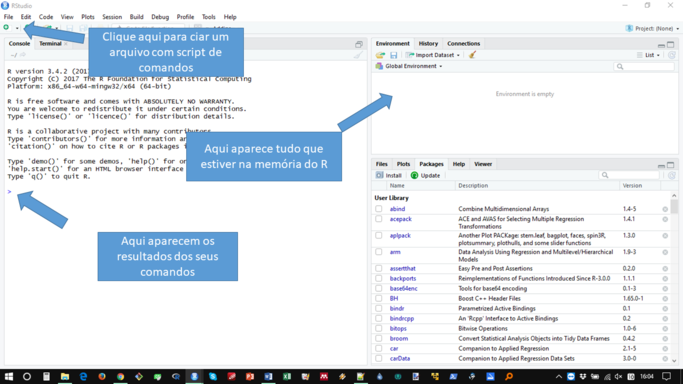 RStudio
File Edit Code View Plots Session Build Debug Profile Tools Help
Project: (None)
Clique aqui para ciar um
arquivo com script de
comandos
Console Terminal
R version 3.4.2 (201
Copyright (C) 2017 The R Foundation for Statistical Computing
Platform: x86_64-w64-mingw32/x64 (64-bit)
R is free software and comes with ABSOLUTELY NO WARRANTY.
You are welcome to redistribute it under certain conditions.
Type 'license()' or 'licence()' for distribution details.
R is a collaborative project with many contributors.
Type 'contributors()' for more information a
'citation()' on how to cite R or R packages i
Type 'demo()' for some demos, 'help()' for on
'help.start()' for an HTML browser interface
Type 'q()' to quit R.
>
Aqui aparece tudo que
estiver na memória do R
Aqui aparecem os
resultados dos seus
comandos
Environment History Connections
Import Dataset List
Global Environment
Environment is empty
Files Plots Packages Help Viewer
Install Update
Name Description Version
User Library
abind Combine Multidimensional Arrays 1.4-5
acepack ACE and AVAS for Selecting Multiple Regression Transformations 1.4.1
aplpack Another Plot PACKage: stem.leaf, bagplot, faces, spin3R, plotsummary, plothulls, and some slider functions 1.3.0
arm Data Analysis Using Regression and Multilevel/Hierarchical Models 1.9-3
assertthat Easy Pre and Post Assertions 0.2.0
backports Reimplementations of Functions Introduced Since R-3.0.0 1.1.1
base64enc Tools for base64 encoding 0.1-3
BH Boost C++ Header Files 1.65.0-1
bindr Parametrized Active Bindings 0.1
bindrcpp An 'Rcpp' Interface to Active Bindings 0.2
bitops Bitwise Operations 1.0-6
broom Convert Statistical Analysis Objects into Tidy Data Frames 0.4.2
car Companion to Applied Regression 2.1-5
carData Companion to Applied Regression Data Sets 3.0-0
16:04